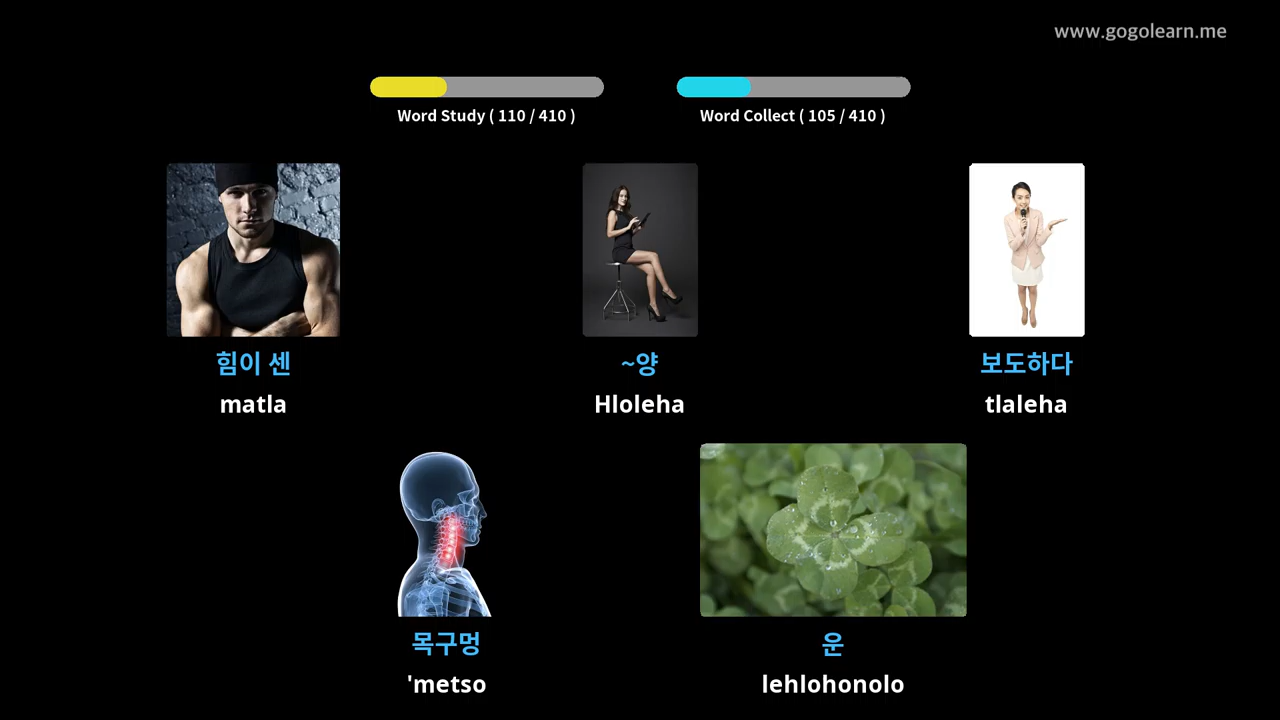 www.gogolearn.me
Word Study ( 110 / 410 )
Word Collect ( 105 / 410 )
힘이 센
matla
~양
Hloleha
보도하다
tlaleha
목구멍
'metso
운
lehlohonolo